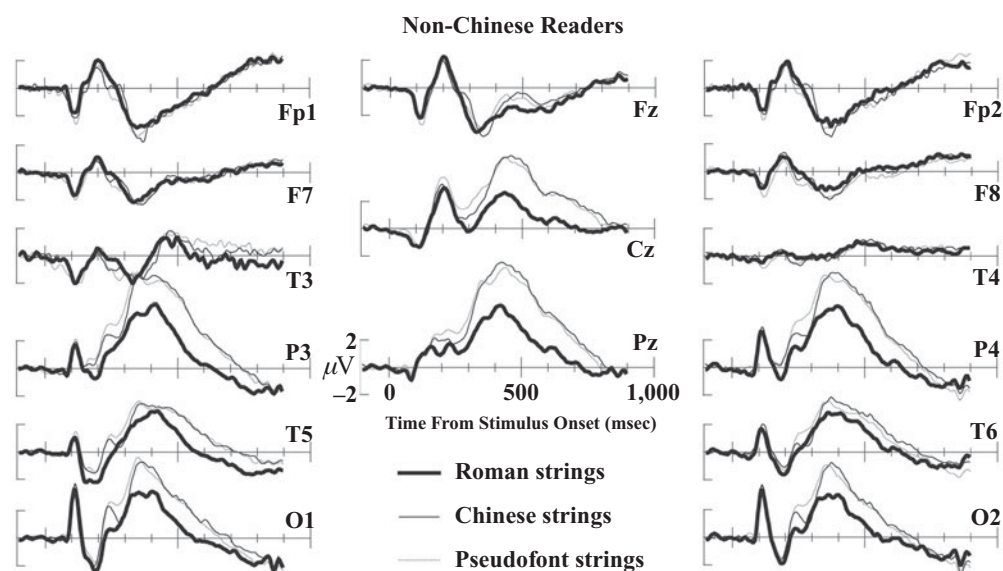 Non-Chinese Readers
Fp1
Fz
Fp2
F7
F8
T3
Cz
T4
P3
2
µV
–2
Pz
P4
0
500
1,000
Time From Stimulus Onset (msec)
T5
T6
Roman strings
Chinese strings
O1
O2
Pseudofont strings